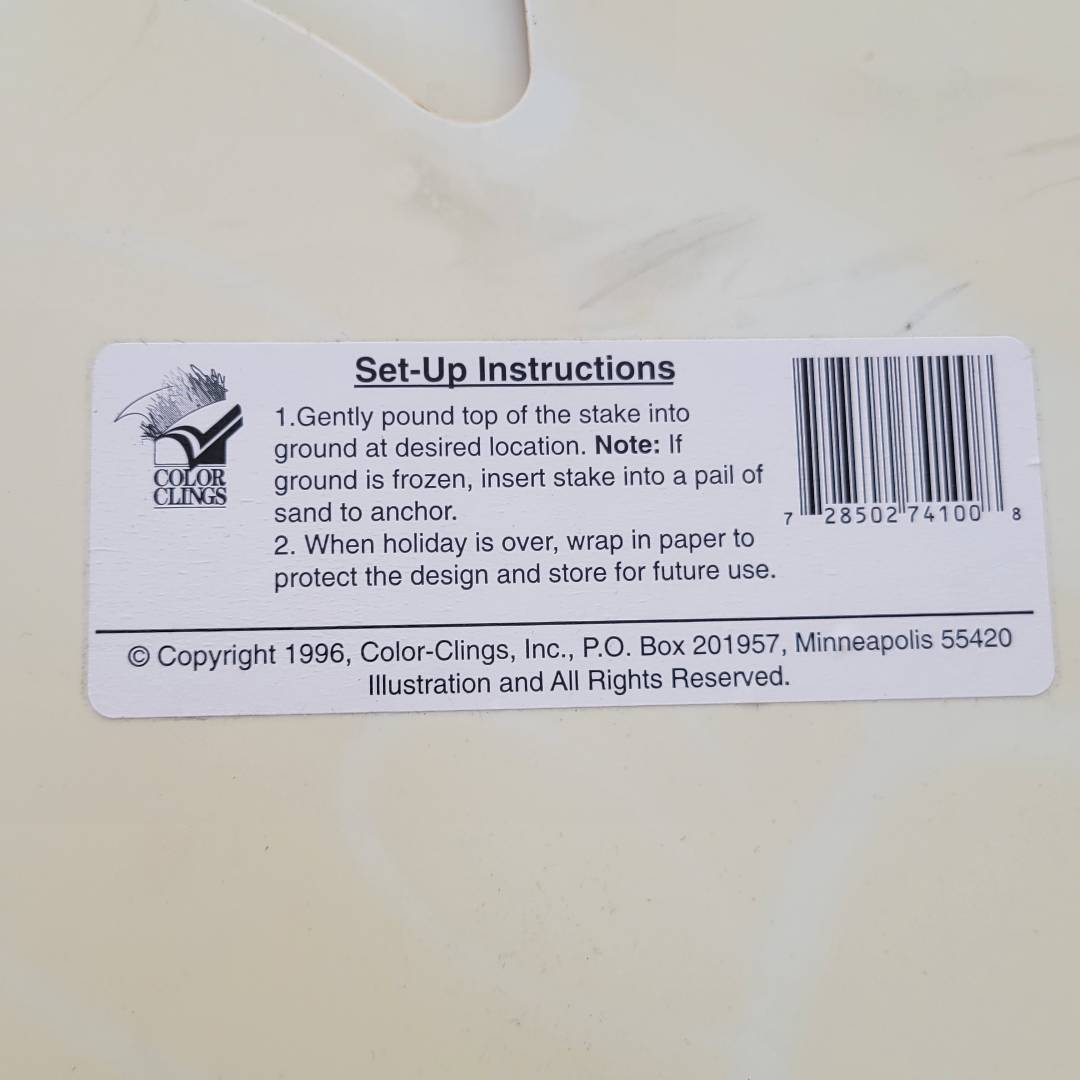 Set-Up Instructions
1.Gently pound top of the stake into
ground at desired location. Note: If
ground is frozen, insert stake into a pail of
sand to anchor.
2. When holiday is over, wrap in paper to
protect the design and store for future use.
COLOR
CLINGS
7 28502 74100 8
© Copyright 1996, Color-Clings, Inc., P.O. Box 201957, Minneapolis 55420
Illustration and All Rights Reserved.